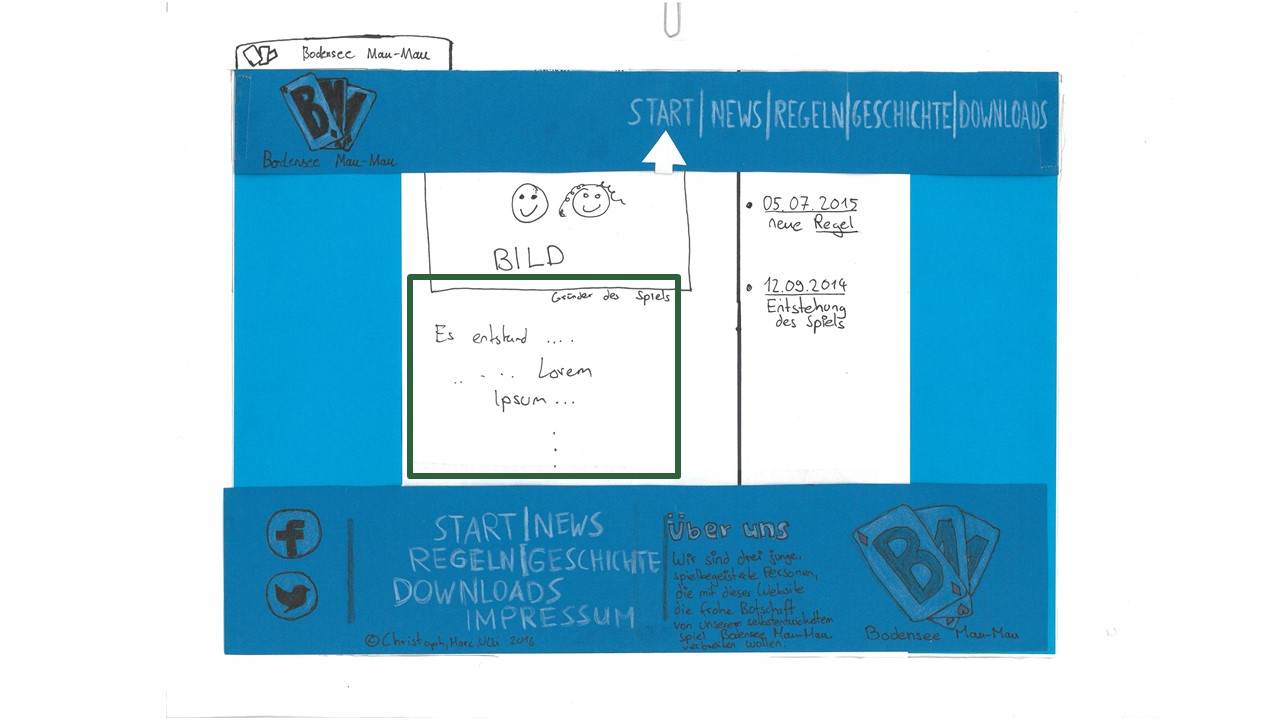 Bodensee Mau-Mau
BM
Bodensee Mau-Mau
START | NEWS | REGELN | GESCHICHTE | DOWNLOADS
BILD
Gründer des Spiels
Es entstand ....
.. - . . Lorem
Ipsum ...
.
.
.
• 05.07.2015
neue Regel
• 12.09.2014
Entstehung
des Spiels
START | NEWS
REGELN | GESCHICHTE
DOWNLOADS
IMPRESSUM
© Christoph, Marc, 2016
Über uns
Wir sind drei junge,
spielbegeisterte Personen,
die mit dieser Website
die frohe Botschaft
von unserem selbsterdachtem
Spiel Bodensee Mau-Mau
verbreiten wollen.
BM
Bodensee Mau-Mau